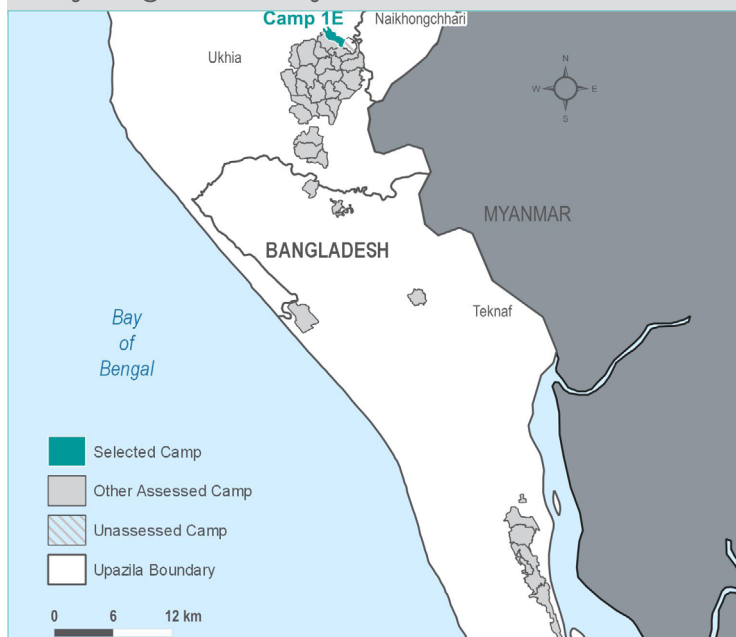 Camp 1E
Naikhongchhari
Ukhia
N
W E
S
MYANMAR
BANGLADESH
Teknaf
Bay
of
Bengal
Selected Camp
Other Assessed Camp
Unassessed Camp
Upazila Boundary
0 6 12 km